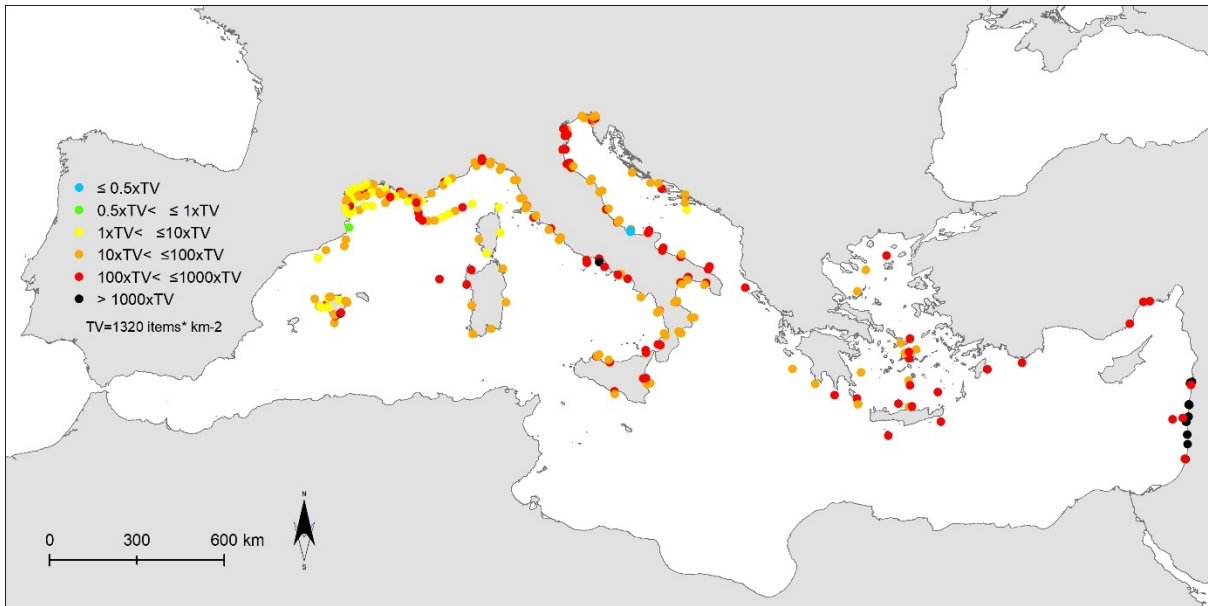 ≤ 0.5xTV
0.5xTV< ≤ 1xTV
1xTV< ≤10xTV
10xTV< ≤100xTV
100xTV< ≤1000xTV
> 1000xTV
TV=1320 items* km-2
N
S
0 300 600 km